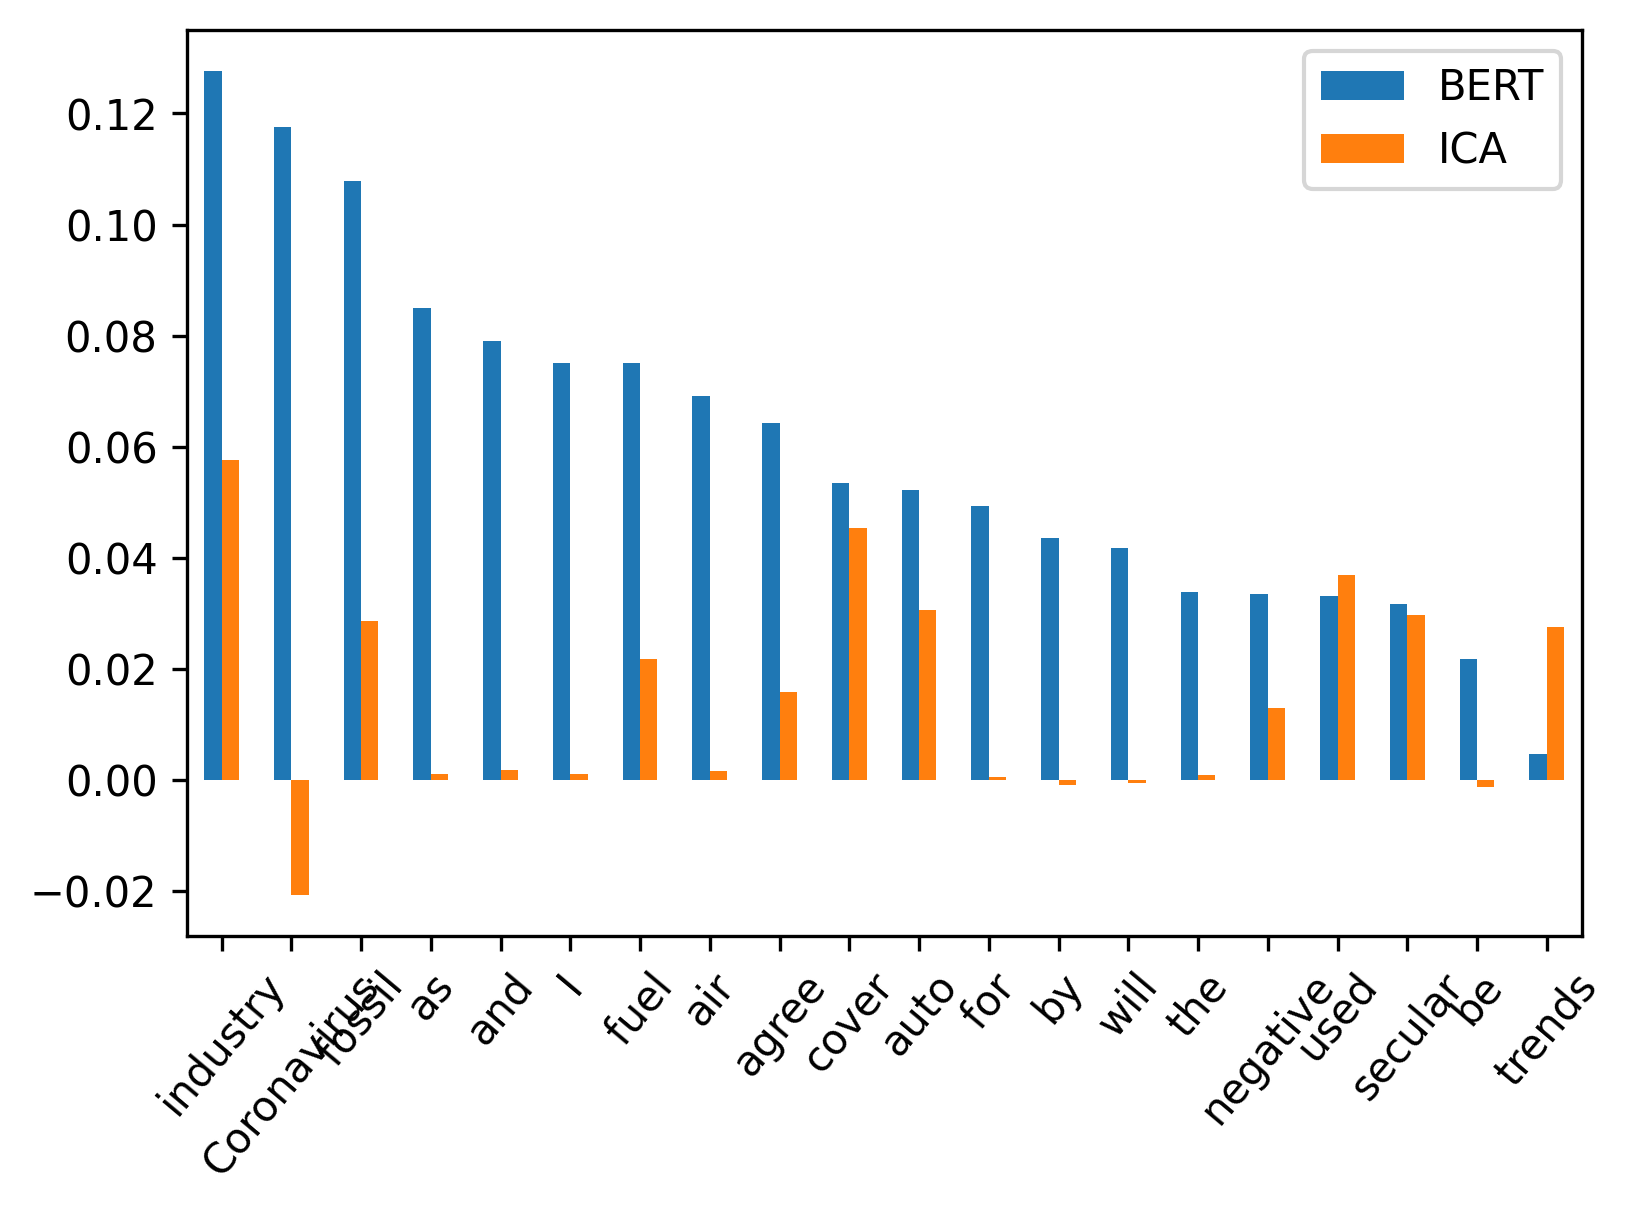 BERT
ICA
0.12
0.10
0.08
0.06
0.04
0.02
0.00
−0.02
industry
Coronavirus
fossil
as
and
I
fuel
air
agree
cover
auto
for
by
will
the
negative
used
secular
be
trends